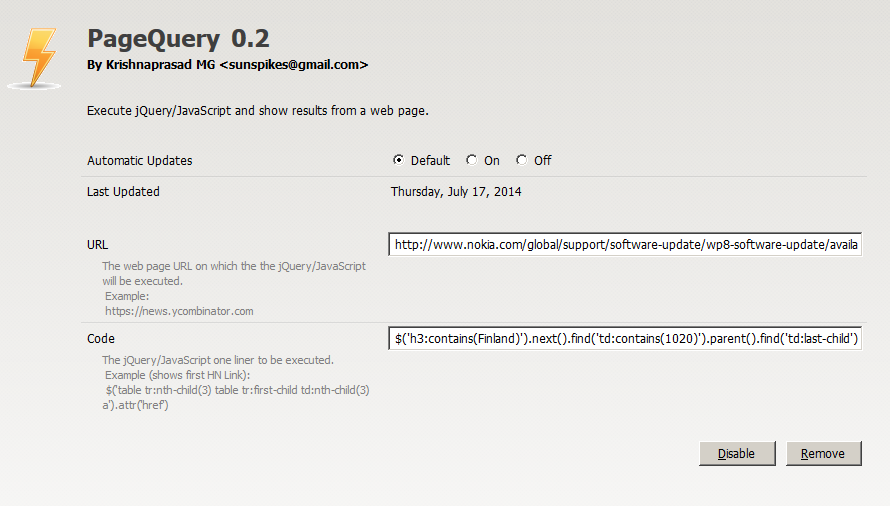 PageQuery 0.2
By Krishnaprasad MG <sunspikes@gmail.com>
Execute jQuery/JavaScript and show results from a web page.
Automatic Updates Default On Off
Last Updated Thursday, July 17, 2014
URL http://www.nokia.com/global/support/software-update/wp8-software-update/availa
The web page URL on which the the jQuery/JavaScript
will be executed.
Example:
https://news.ycombinator.com
Code $('h3:contains(Finland)').next().find('td:contains(1020)').parent().find('td:last-child')
The jQuery/JavaScript one liner to be executed.
Example (shows first HN Link):
$('table tr:nth-child(3) table tr:first-child td:nth-child(3)
a').attr('href')
Disable Remove